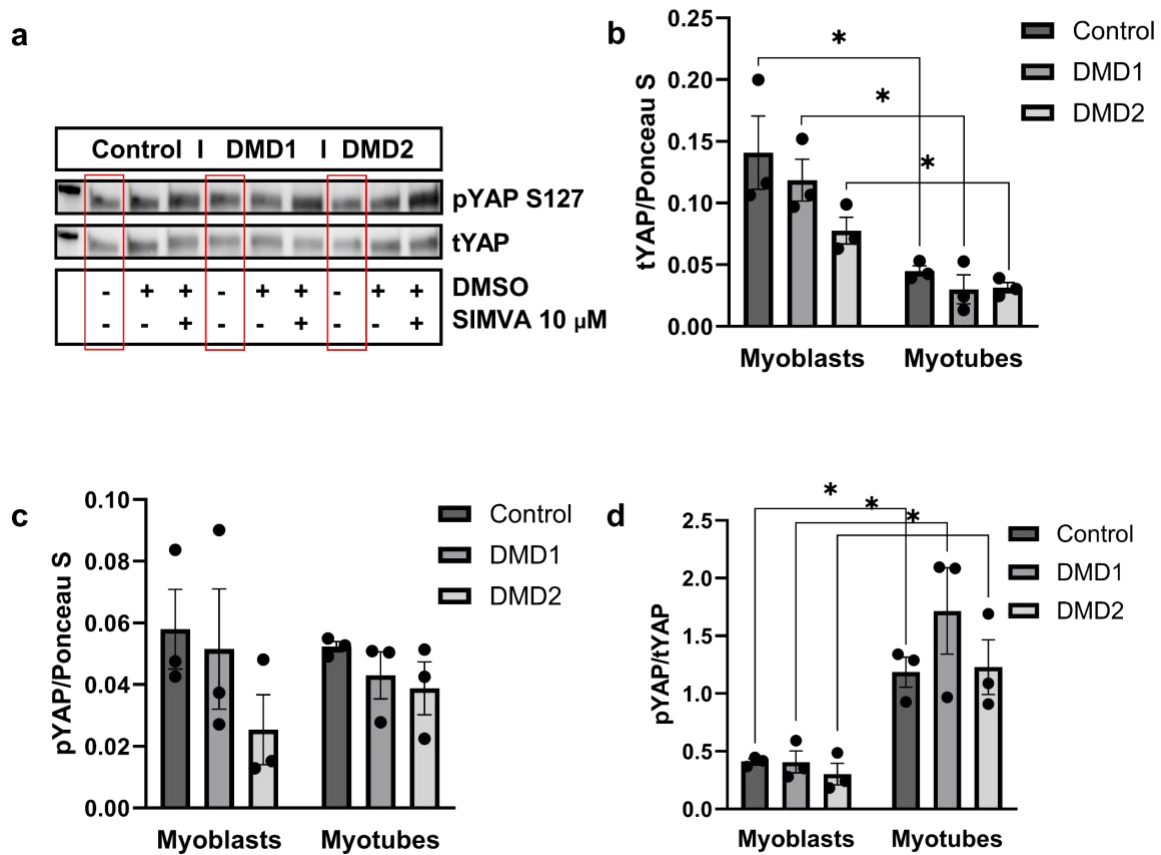 a
Control I DMD1 I DMD2
pYAP S127
tYAP
- + + - + + - + + DMSO
- - + - - + - - + SIMVA 10 µM
b
tYAP/Ponceau S
0.25
0.20
0.15
0.10
0.05
0.00
* * *
Control
DMD1
DMD2
Myoblasts Myotubes
c
pYAP/Ponceau S
0.10
0.08
0.06
0.04
0.02
0.00
Control
DMD1
DMD2
Myoblasts Myotubes
d
pYAP/tYAP
2.5
2.0
1.5
1.0
0.5
0.0
* * *
Control
DMD1
DMD2
Myoblasts Myotubes